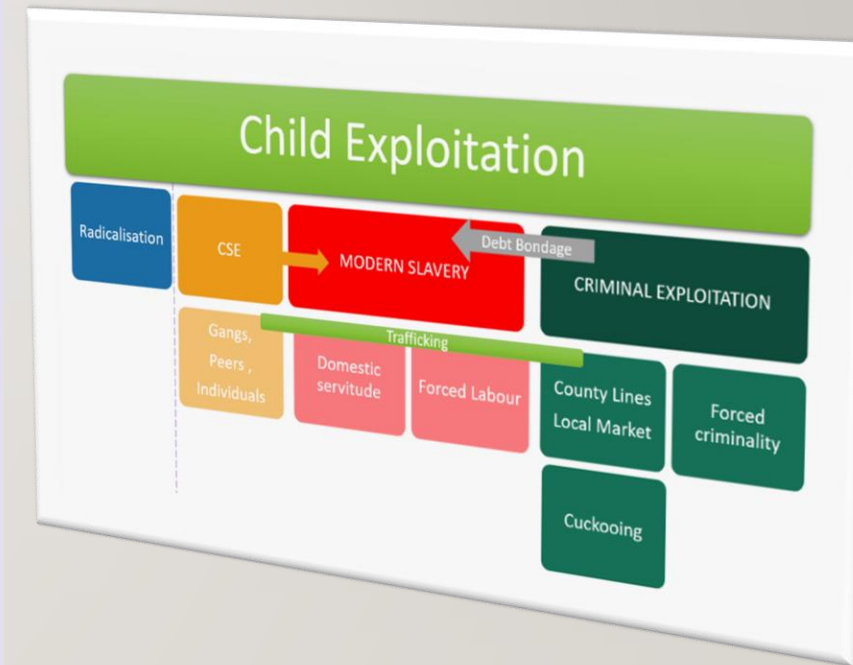 Child Exploitation
Radicalisation
CSE
MODERN SLAVERY
Debt Bondage
CRIMINAL EXPLOITATION
Trafficking
Gangs,
Peers ,
Individuals
Domestic
servitude
Forced Labour
County Lines
Local Market
Forced
criminality
Cuckooing